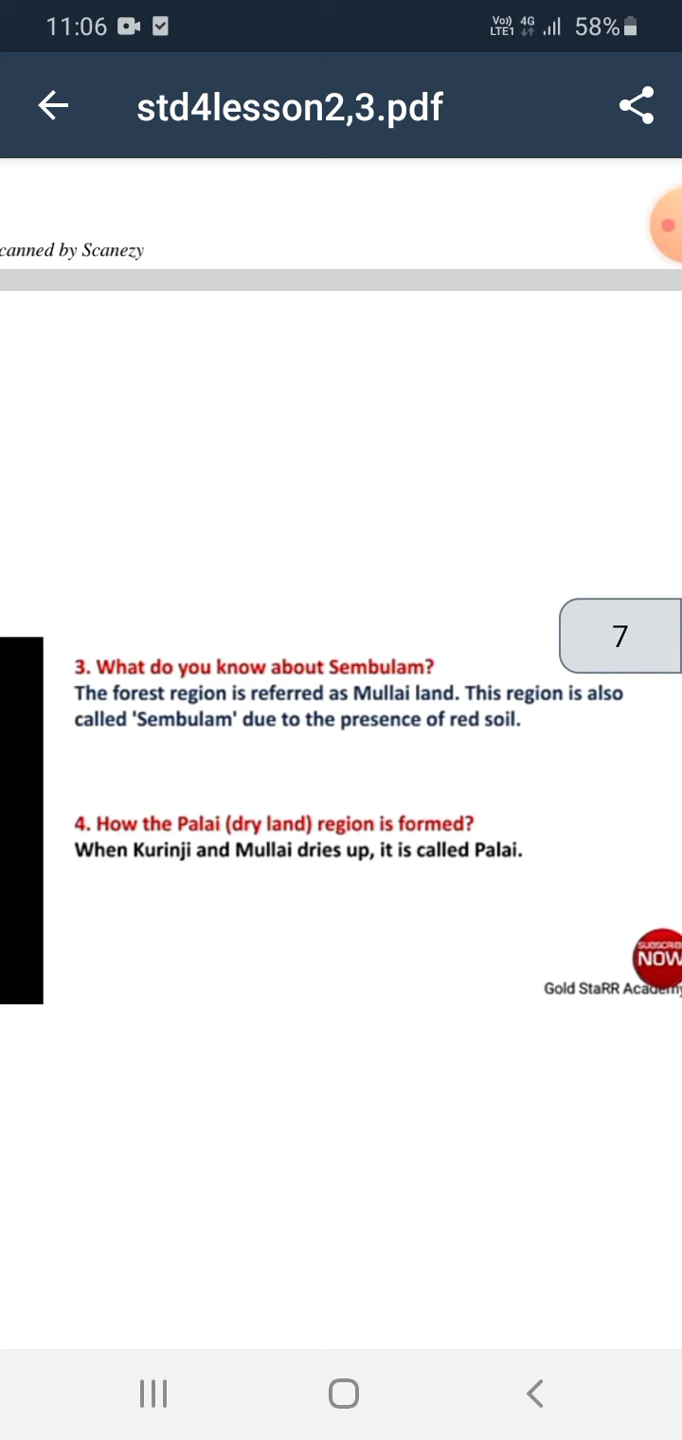 11:06
Vo)) 4G 58%
LTE1
std4lesson2,3.pdf
canned by Scanezy
7
3. What do you know about Sembulam?
The forest region is referred as Mullai land. This region is also
called 'Sembulam' due to the presence of red soil.
4. How the Palai (dry land) region is formed?
When Kurinji and Mullai dries up, it is called Palai.
NOW
Gold StaRR Academy